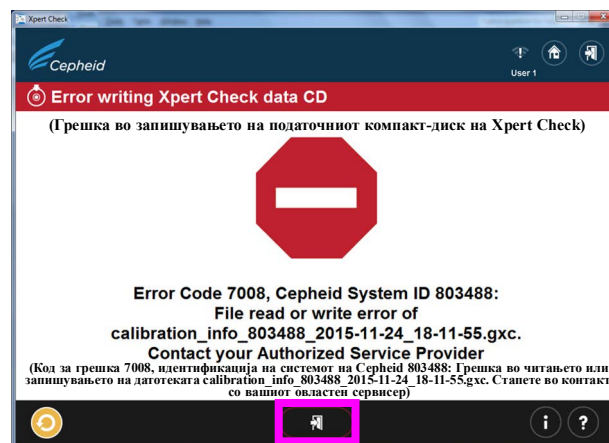 Xpert Check
Cepheid
User 1
Error writing Xpert Check data CD
(Грешка во запишувањето на податочниот компакт-диск на Xpert Check)
Error Code 7008, Cepheid System ID 803488:
File read or write error of
calibration_info_803488_2015-11-24_18-11-55.gxc.
Contact your Authorized Service Provider
(Код за грешка 7008, идентификација на системот на Cepheid 803488: Грешка во читањето или
запишувањето на датотеката calibration_info_803488_2015-11-24_18-11-55.gxc. Стапете во контакт
со вашиот овластен сервисер)
i ?